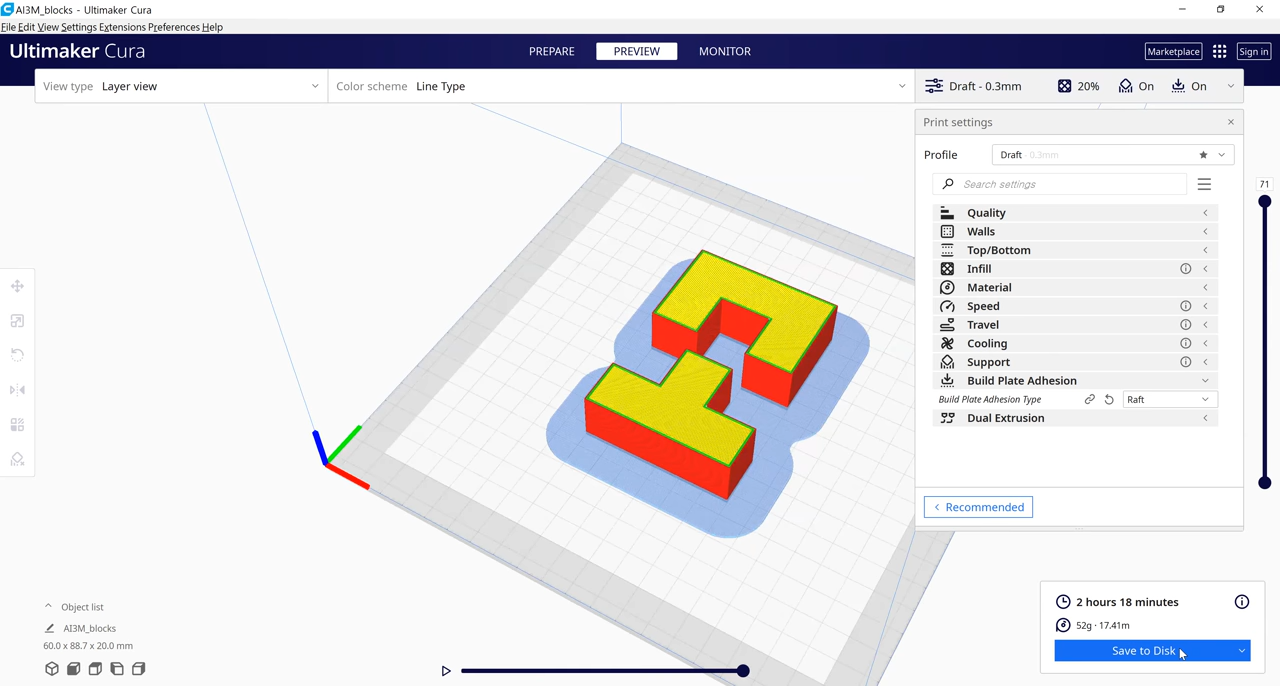 AI3M_blocks - Ultimaker Cura
File Edit View Settings Extensions Preferences Help
Ultimaker Cura
PREPARE PREVIEW MONITOR
Marketplace Sign in
View type Layer view
Color scheme Line Type
Draft - 0.3mm 20% On On
Print settings
Profile Draft - 0.3mm
Search settings
71
Quality
Walls
Top/Bottom
Infill
Material
Speed
Travel
Cooling
Support
Build Plate Adhesion
Build Plate Adhesion Type Raft
Dual Extrusion
Recommended
Object list
AI3M_blocks
60.0 x 88.7 x 20.0 mm
2 hours 18 minutes
52g · 17.41m
Save to Disk